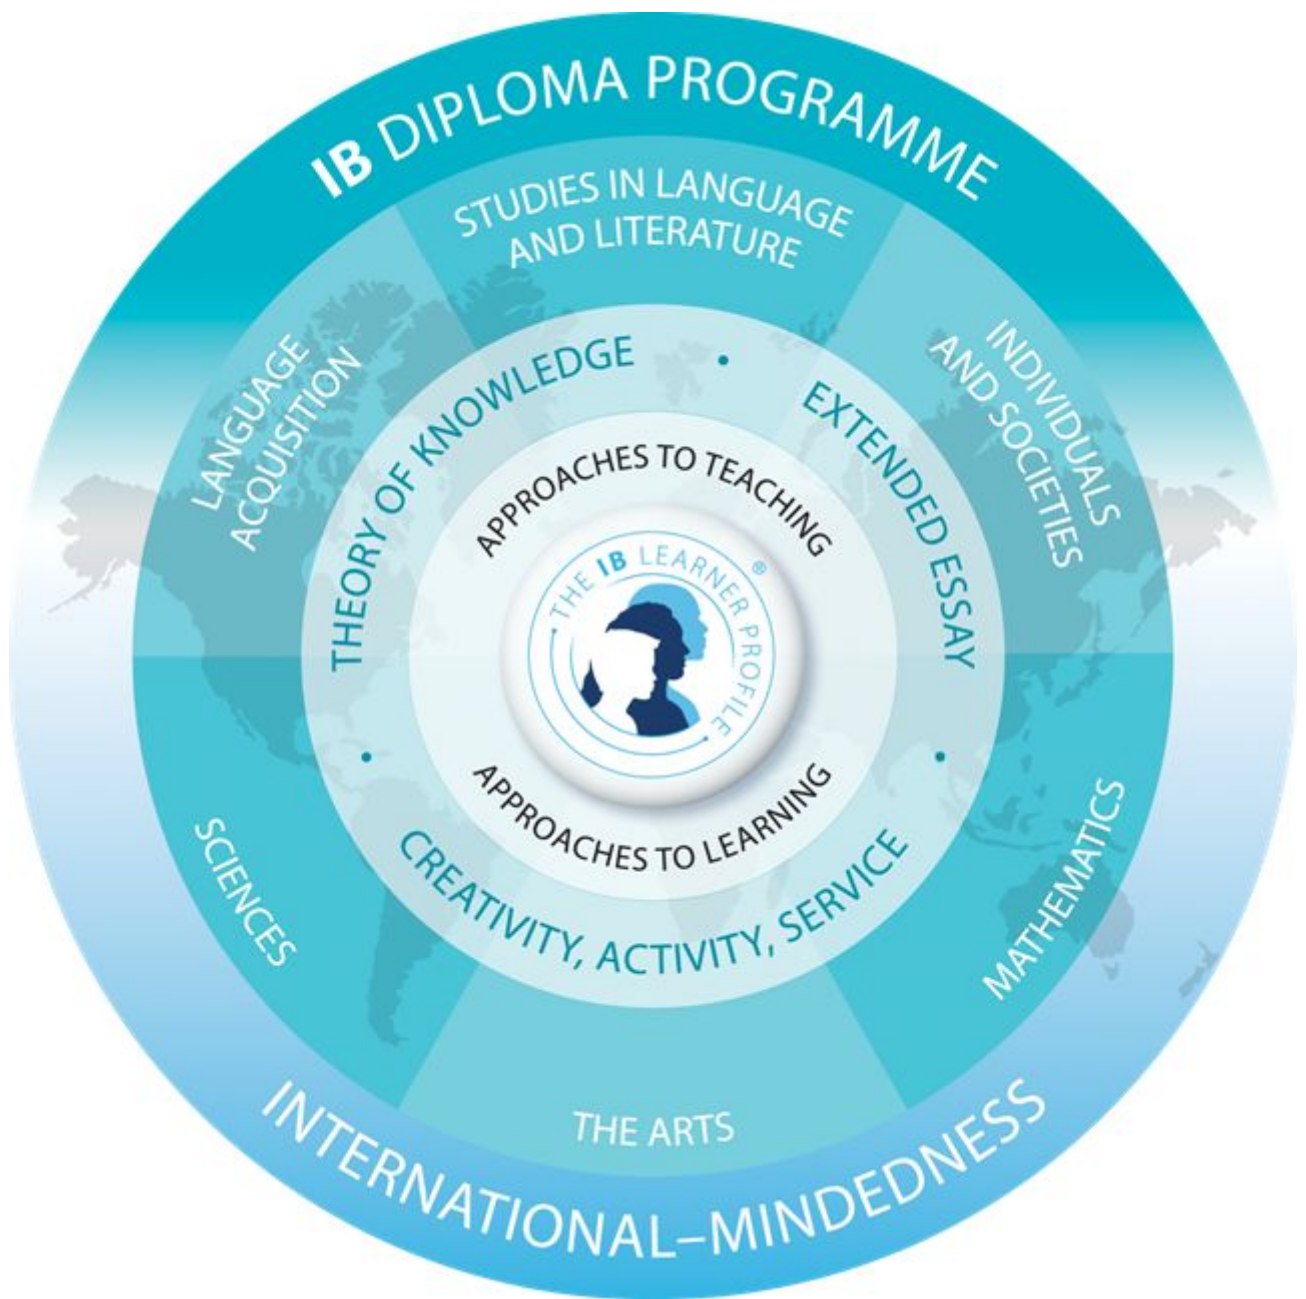 IB DIPLOMA PROGRAMME
STUDIES IN LANGUAGE
AND LITERATURE
LANGUAGE
ACQUISITION
INDIVIDUALS
AND SOCIETIES
THEORY OF KNOWLEDGE
•
EXTENDED ESSAY
APPROACHES TO TEACHING
THE IB LEARNER PROFILE
®
APPROACHES TO LEARNING
•
CREATIVITY, ACTIVITY, SERVICE
•
SCIENCES
MATHEMATICS
THE ARTS
INTERNATIONAL–MINDEDNESS